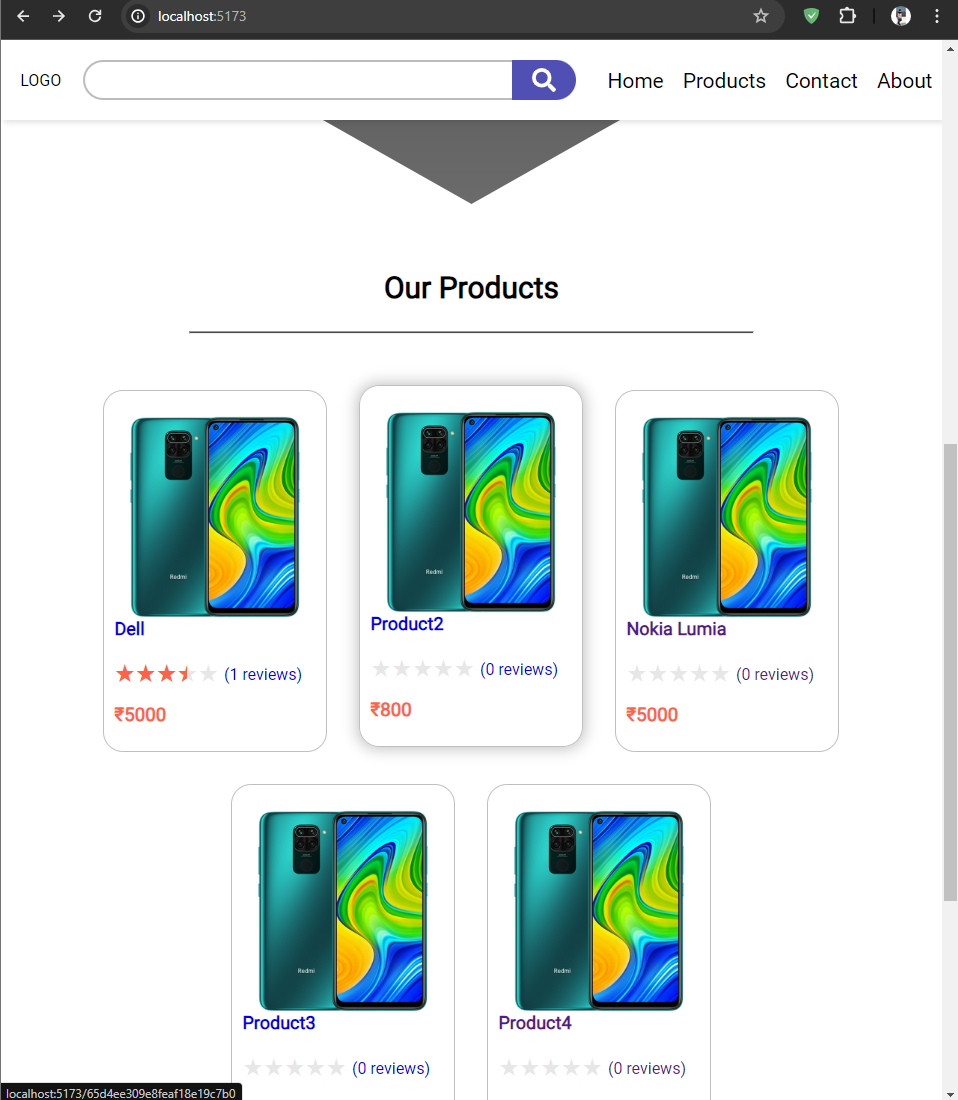 localhost:5173
LOGO
Home Products Contact About
Our Products
Redmi
Redmi
Redmi
Dell
Product2
Nokia Lumia
(1 reviews)
(0 reviews)
(0 reviews)
₹5000
₹800
₹5000
Redmi
Redmi
Product3
Product4
(0 reviews)
(0 reviews)
localhost:5173/65d4ee309e8feaf18e19c7b0